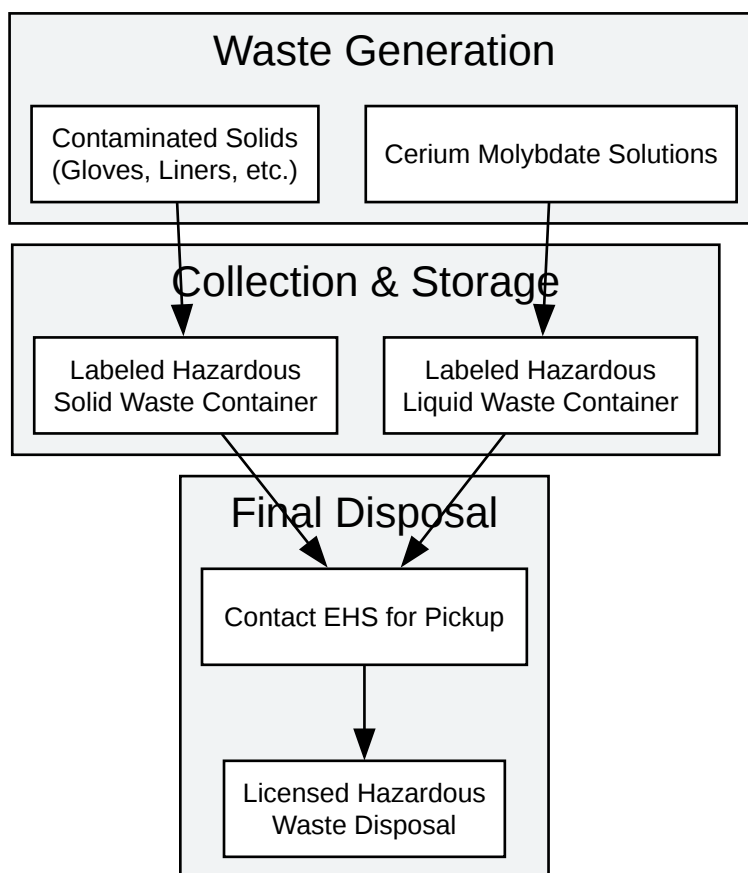 Waste Generation
Contaminated Solids
(Gloves, Liners, etc.)
Cerium Molybdate Solutions
Collection & Storage
Labeled Hazardous
Solid Waste Container
Labeled Hazardous
Liquid Waste Container
Final Disposal
Contact EHS for Pickup
Licensed Hazardous
Waste Disposal